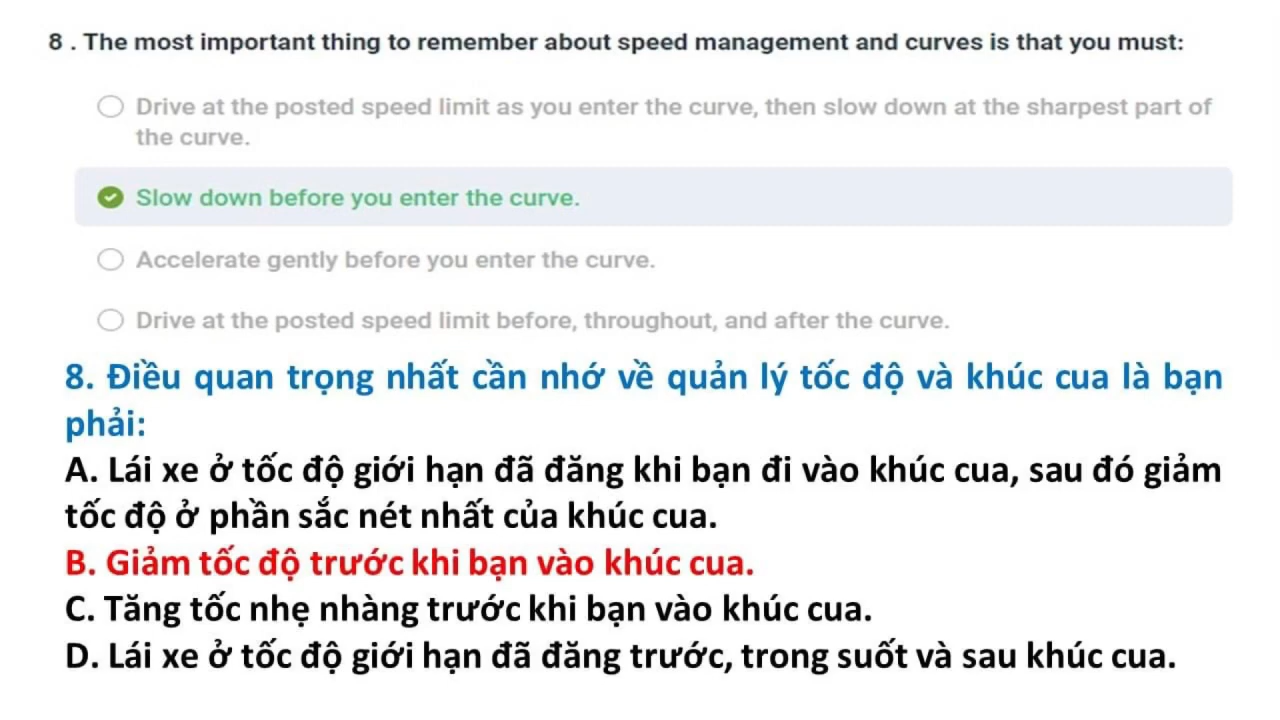 8 . The most important thing to remember about speed management and curves is that you must:
Drive at the posted speed limit as you enter the curve, then slow down at the sharpest part of
the curve.
Slow down before you enter the curve.
Accelerate gently before you enter the curve.
Drive at the posted speed limit before, throughout, and after the curve.
8. Điều quan trọng nhất cần nhớ về quản lý tốc độ và khúc cua là bạn
phải:
A. Lái xe ở tốc độ giới hạn đã đăng khi bạn đi vào khúc cua, sau đó giảm
tốc độ ở phần sắc nét nhất của khúc cua.
B. Giảm tốc độ trước khi bạn vào khúc cua.
C. Tăng tốc nhẹ nhàng trước khi bạn vào khúc cua.
D. Lái xe ở tốc độ giới hạn đã đăng trước, trong suốt và sau khúc cua.